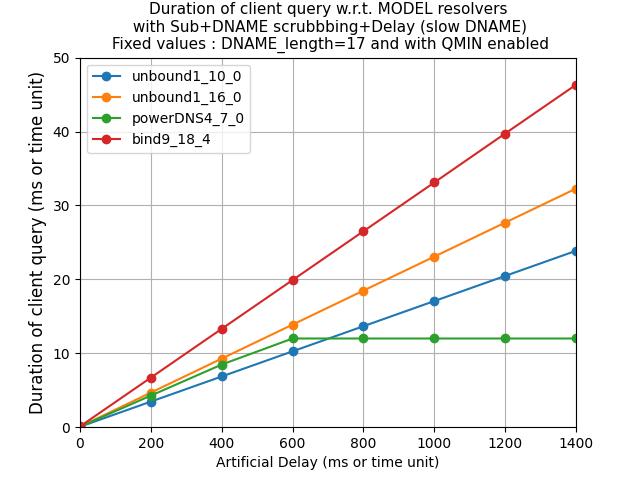 Duration of client query w.r.t. MODEL resolvers
with Sub+DNAME scrubbbing+Delay (slow DNAME)
Fixed values : DNAME_length=17 and with QMIN enabled
unbound1_10_0
unbound1_16_0
powerDNS4_7_0
bind9_18_4
Duration of client query (ms or time unit)
50
40
30
20
10
0
0 200 400 600 800 1000 1200 1400
Artificial Delay (ms or time unit)